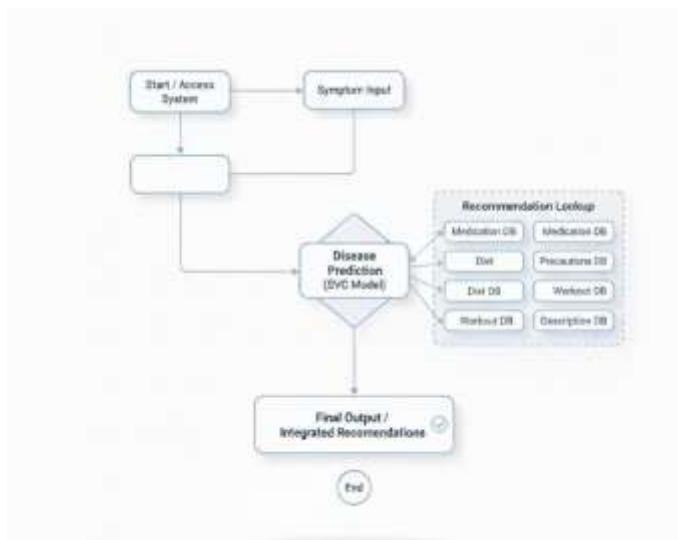 Start / Access
System
Symptom Input
Recommendation Lookup
Medication DB
Medication DB
Disease
Prediction
(SVC Model)
Diet
Precautions DB
Diet DB
Workout DB
Workout DB
Description DB
Final Output /
Integrated Recomendations
End